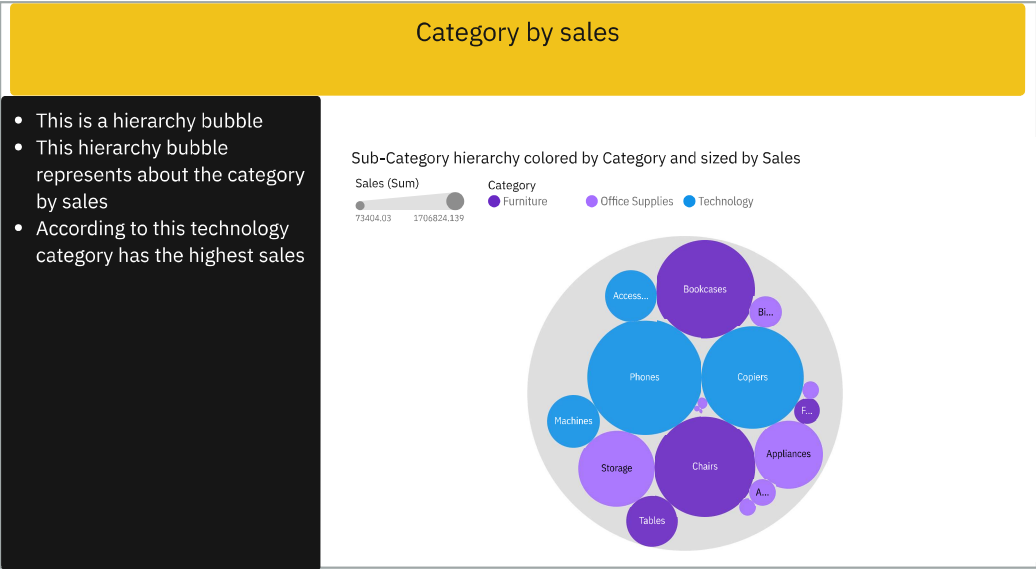 Category by sales
• This is a hierarchy bubble
• This hierarchy bubble
represents about the category
by sales
• According to this technology
category has the highest sales
Sub-Category hierarchy colored by Category and sized by Sales
Sales (Sum)
73404.03 1706824.139
Category
Furniture Office Supplies Technology
Bookcases
Access...
Bi...
Phones
Copiers
F...
Machines
Appliances
Storage
Chairs
A...
Tables